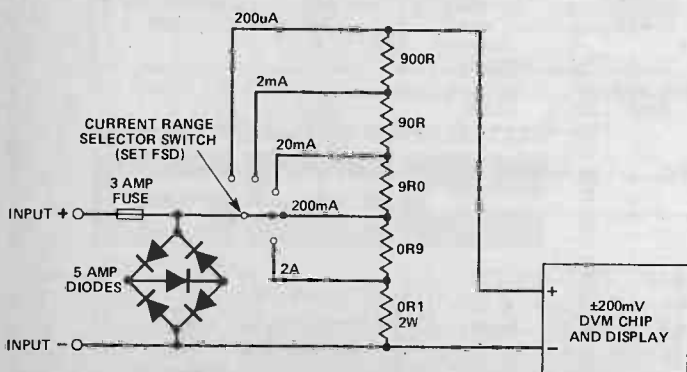 200uA
900R
2mA
90R
CURRENT RANGE
SELECTOR SWITCH
(SET FSD)
20mA
3 AMP
FUSE
9R0
INPUT +
200mA
0R9
5 AMP
DIODES
2A
0R1
2W
+
±200mV
DVM CHIP
AND DISPLAY
INPUT −
−